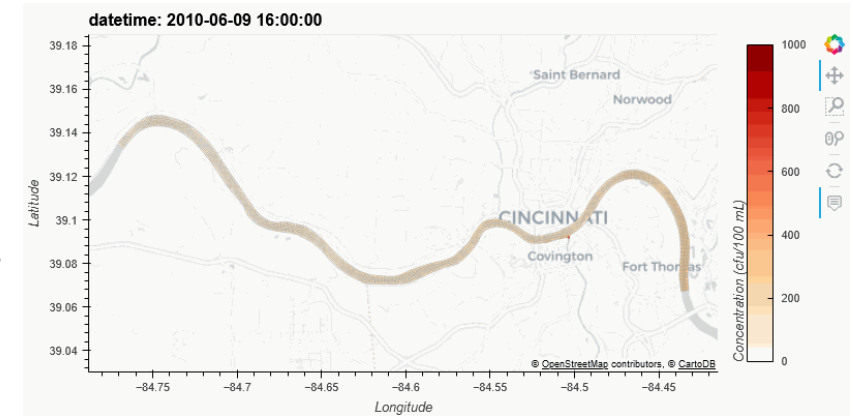 datetime: 2010-06-09 16:00:00
39.18
39.16
39.14
39.12
39.1
39.08
39.06
39.04
Latitude
Saint Bernard
Norwood
CINCINNATI
Covington
Fort Thomas
© OpenStreetMap contributors, © CartoDB
−84.75
−84.7
−84.65
−84.6
−84.55
−84.5
−84.45
Longitude
1000
800
600
400
200
0
Concentration (cfu/100 mL)